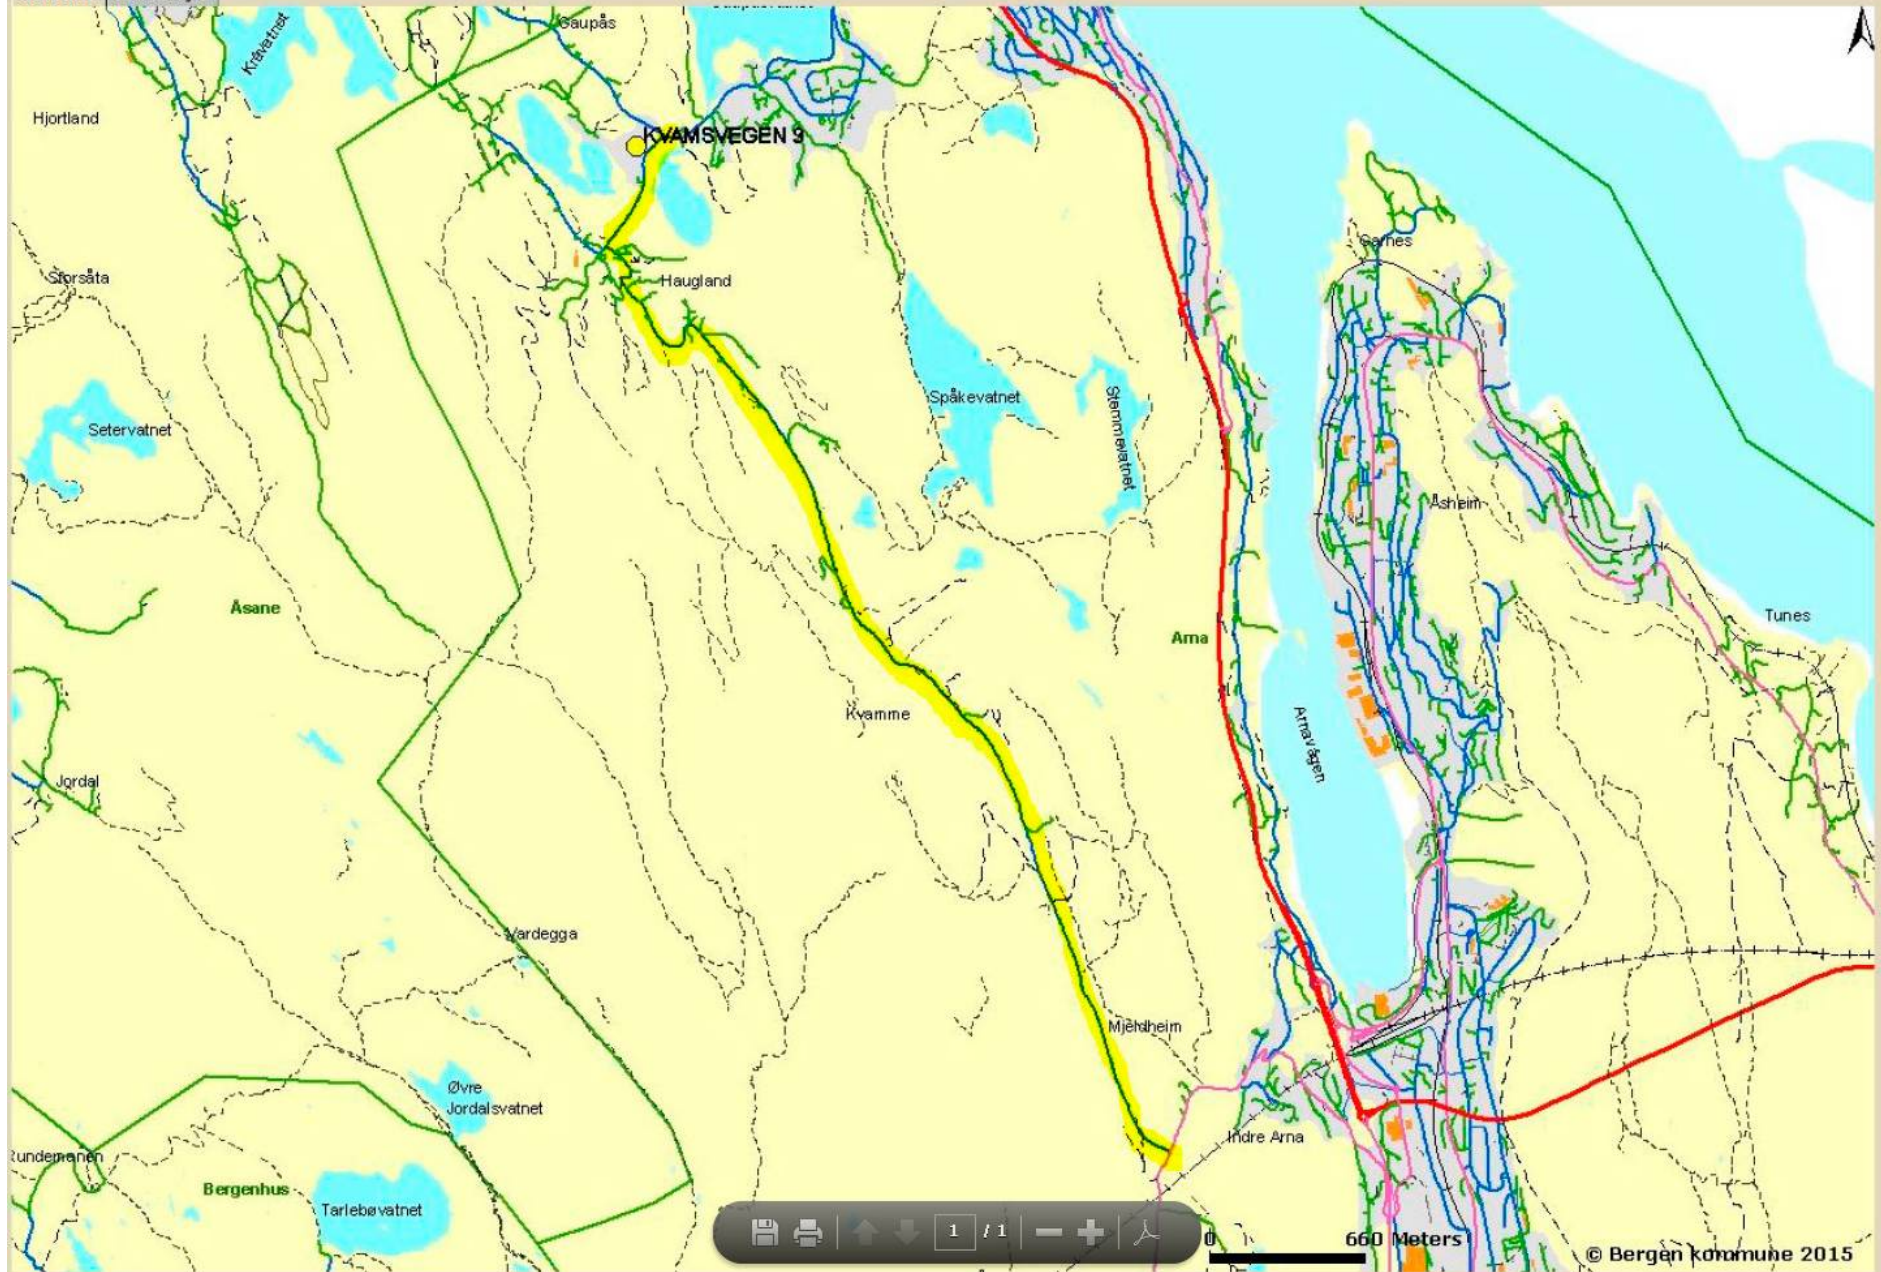 Gaupås
Kråvatnet
Hjortland
KVAMSVEGEN 9
Garnes
Storsåta
Haugland
Spåkevatnet
Stemmevatnet
Setervatnet
Åsheim
Åsane
Arna
Tunes
Kvamme
Arnavågen
Jordal
Vardegga
Mjeldheim
Øvre
Jordalsvatnet
Indre Arna
Rundemanen
Bergenhus
Tarlebøvatnet
1 / 1
0 660 Meters
© Bergen kommune 2015